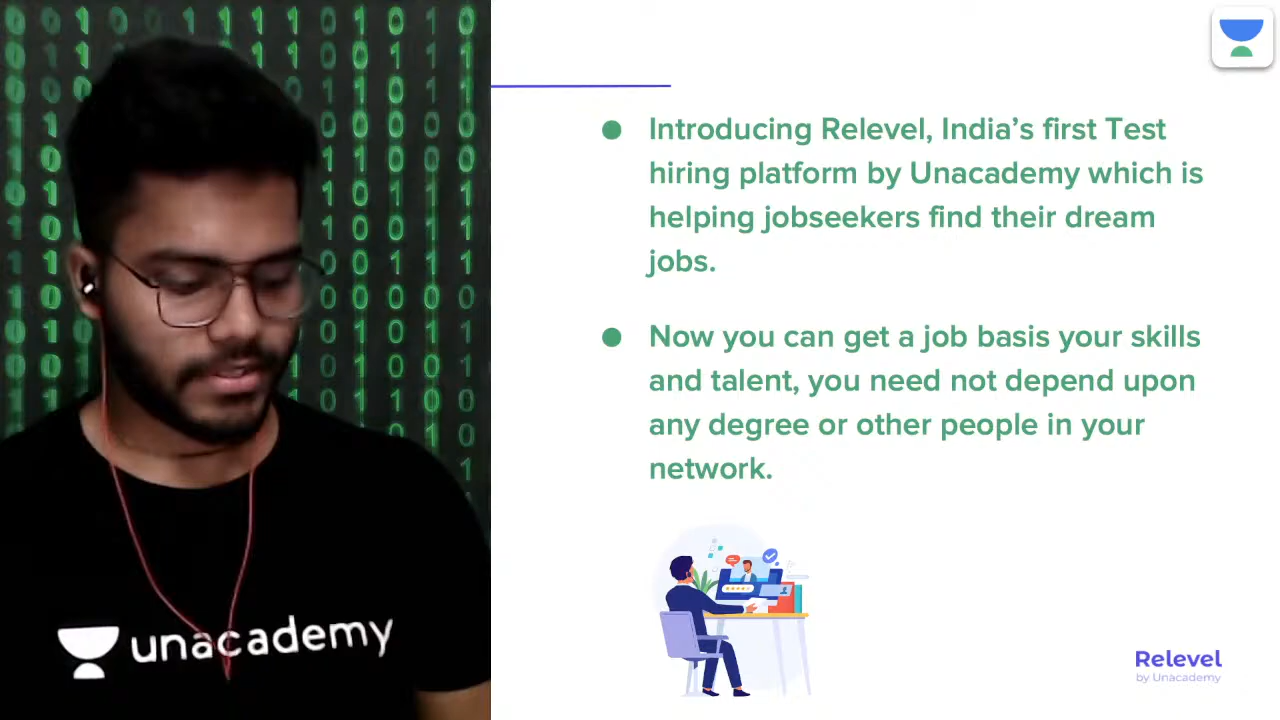 Introducing Relevel, India's first Test
hiring platform by Unacademy which is
helping jobseekers find their dream
jobs.
Now you can get a job basis your skills
and talent, you need not depend upon
any degree or other people in your
network.
unacademy
Relevel
by Unacademy